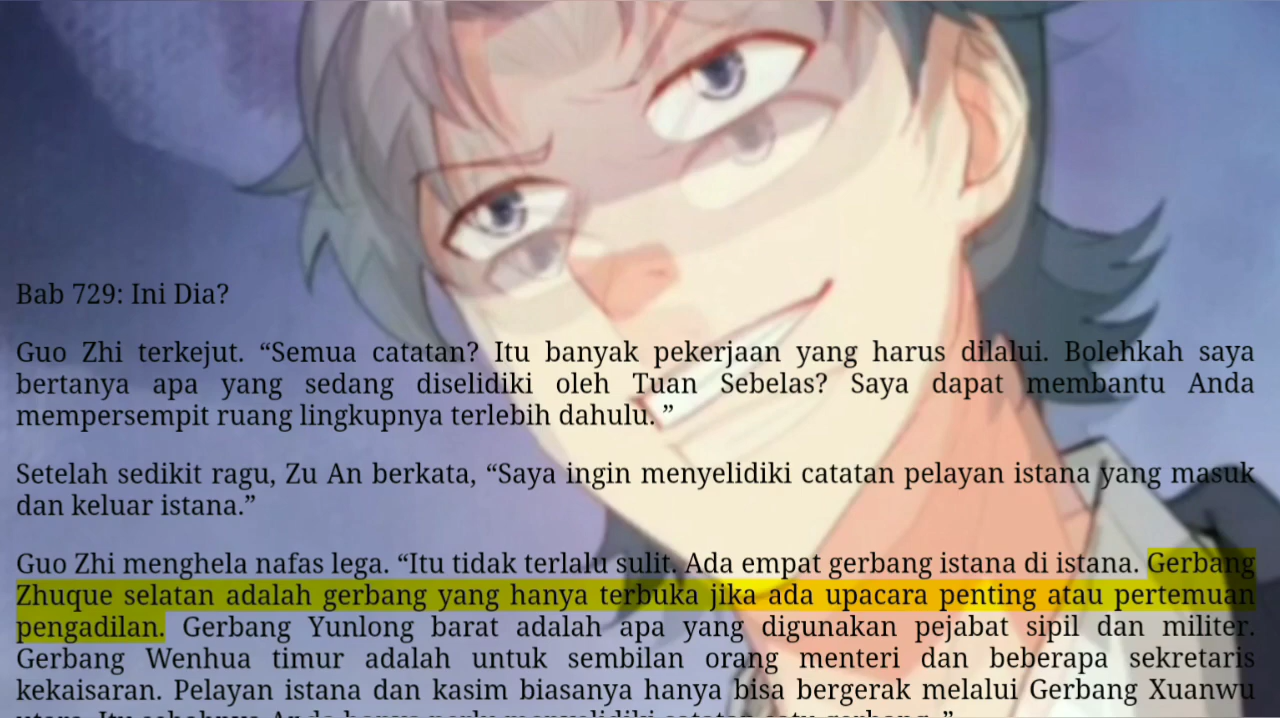 Bab 729: Ini Dia?
Guo Zhi terkejut. “Semua catatan? Itu banyak pekerjaan yang harus dilalui. Bolehkah saya
bertanya apa yang sedang diselidiki oleh Tuan Sebelas? Saya dapat membantu Anda
mempersempit ruang lingkupnya terlebih dahulu. ”
Setelah sedikit ragu, Zu An berkata, “Saya ingin menyelidiki catatan pelayan istana yang masuk
dan keluar istana.”
Guo Zhi menghela nafas lega. “Itu tidak terlalu sulit. Ada empat gerbang istana di istana. Gerbang
Zhuque selatan adalah gerbang yang hanya terbuka jika ada upacara penting atau pertemuan
pengadilan. Gerbang Yunlong barat adalah apa yang digunakan pejabat sipil dan militer.
Gerbang Wenhua timur adalah untuk sembilan orang menteri dan beberapa sekretaris
kekaisaran. Pelayan istana dan kasim biasanya hanya bisa bergerak melalui Gerbang Xuanwu